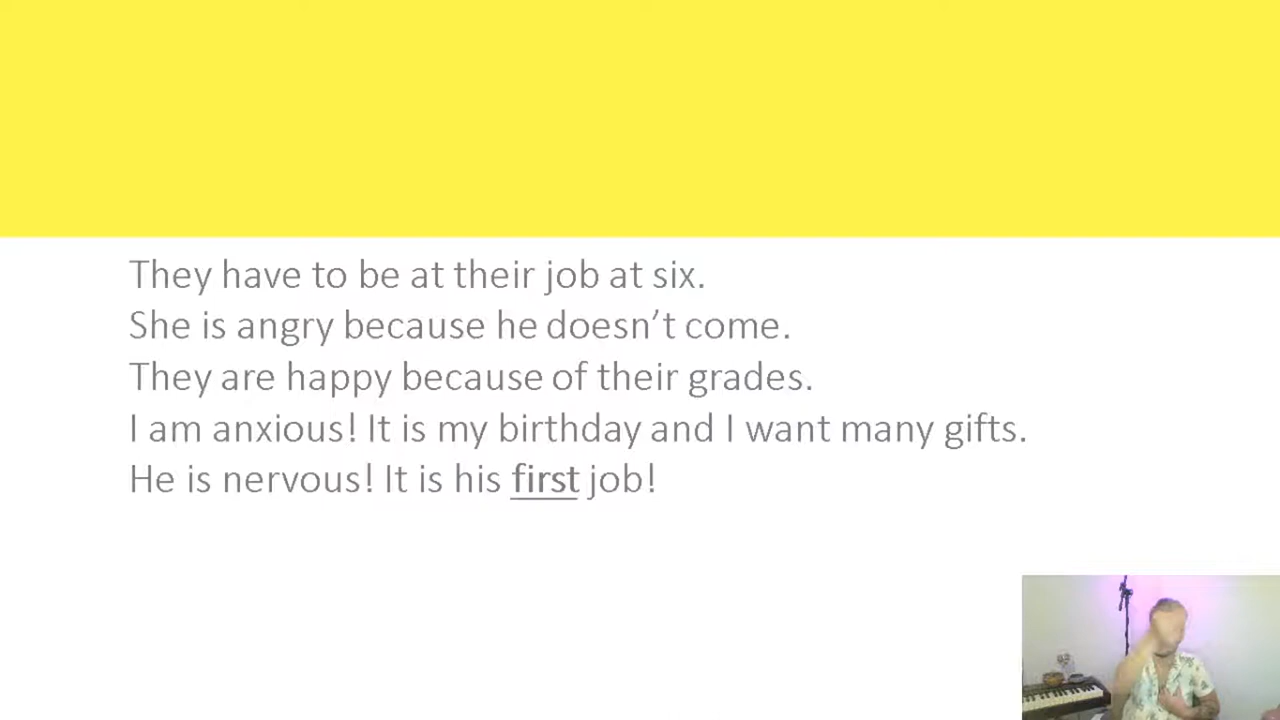 They have to be at their job at six.
She is angry because he doesn’t come.
They are happy because of their grades.
I am anxious! It is my birthday and I want many gifts.
He is nervous! It is his first job!